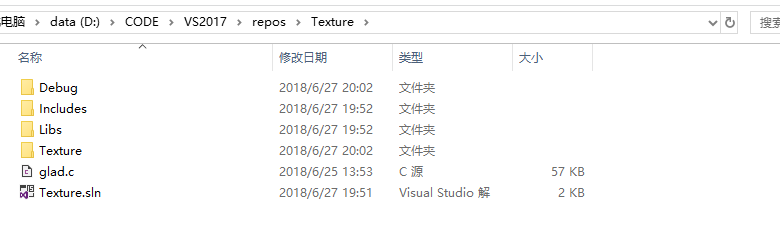 电脑 data (D:) CODE VS2017 repos Texture 搜索
名称 修改日期 类型 大小
Debug 2018/6/27 20:02 文件夹
Includes 2018/6/27 19:52 文件夹
Libs 2018/6/27 19:52 文件夹
Texture 2018/6/27 20:02 文件夹
glad.c 2018/6/25 13:53 C 源 57 KB
Texture.sln 2018/6/27 19:51 Visual Studio 解 2 KB